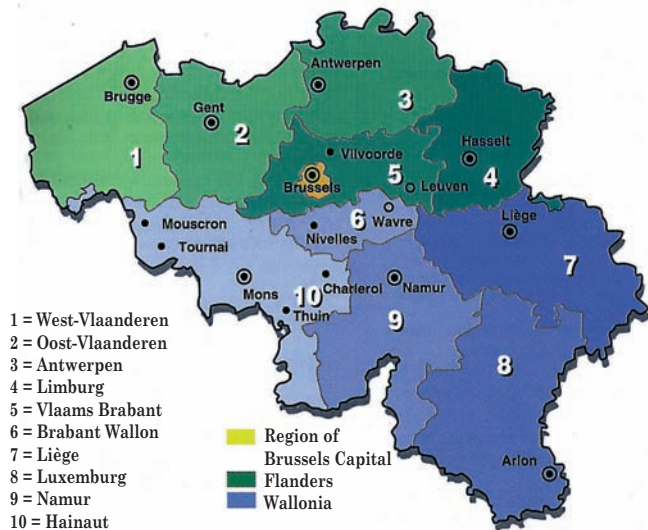 Antwerpen
Brugge
Gent
3
2
Hasselt
Vilvoorde
1
Brussels
5
Leuven
4
6
Wavre
Liège
Mouscron
Nivelles
Tournai
7
Mons
10
Charleroi
Namur
Thuin
9
8
Arlon
1 = West-Vlaanderen
2 = Oost-Vlaanderen
3 = Antwerpen
4 = Limburg
5 = Vlaams Brabant
6 = Brabant Wallon
7 = Liège
8 = Luxemburg
9 = Namur
10 = Hainaut
Region of
Brussels Capital
Flanders
Wallonia